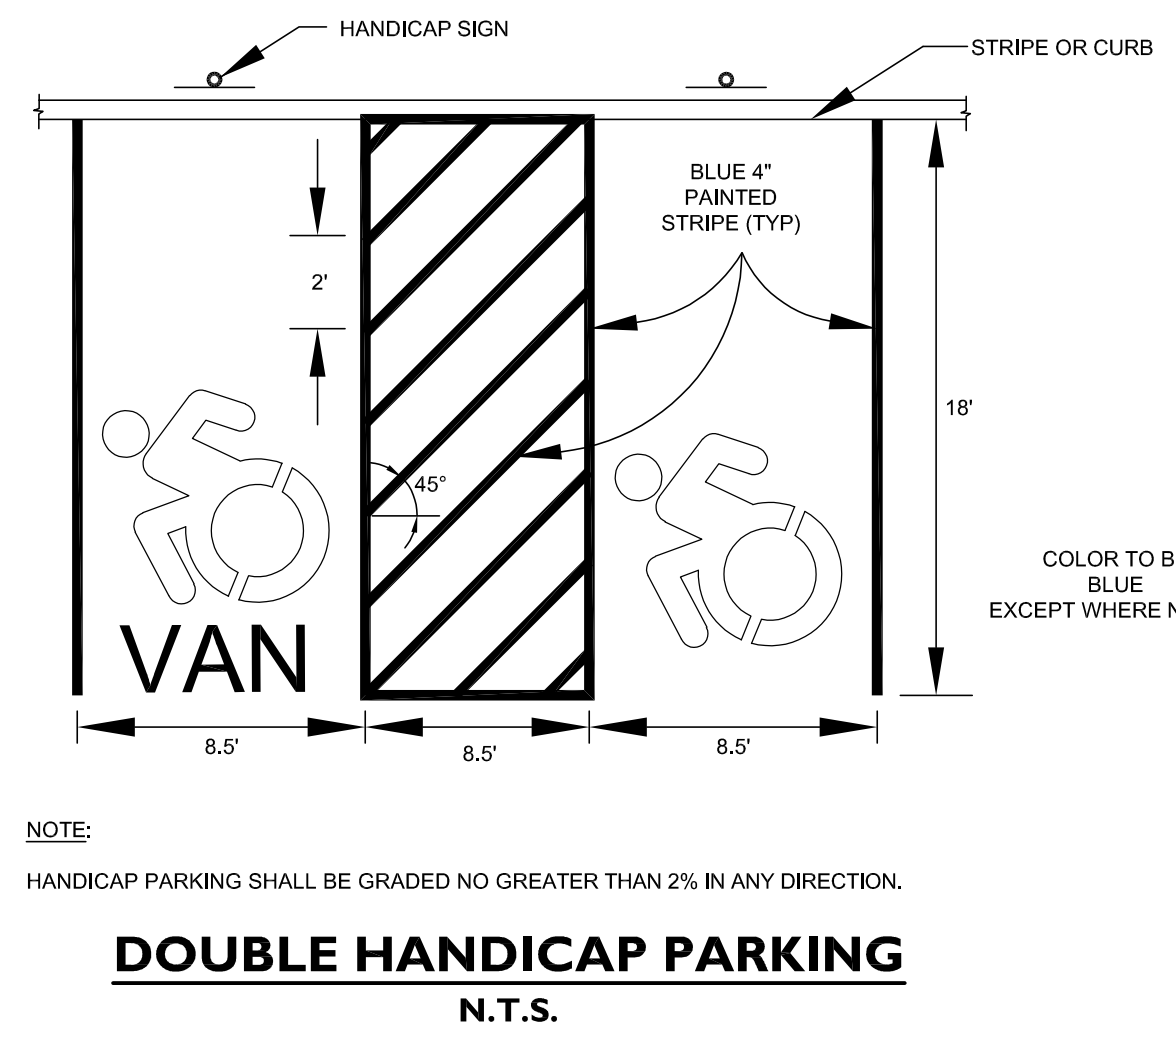 HANDICAP SIGN
STRIPE OR CURB
BLUE 4"
PAINTED
STRIPE (TYP)
2'
18'
45°
COLOR TO B
BLUE
EXCEPT WHERE N
VAN
8.5'
8.5'
8.5'
NOTE:
HANDICAP PARKING SHALL BE GRADED NO GREATER THAN 2% IN ANY DIRECTION.
DOUBLE HANDICAP PARKING
N.T.S.